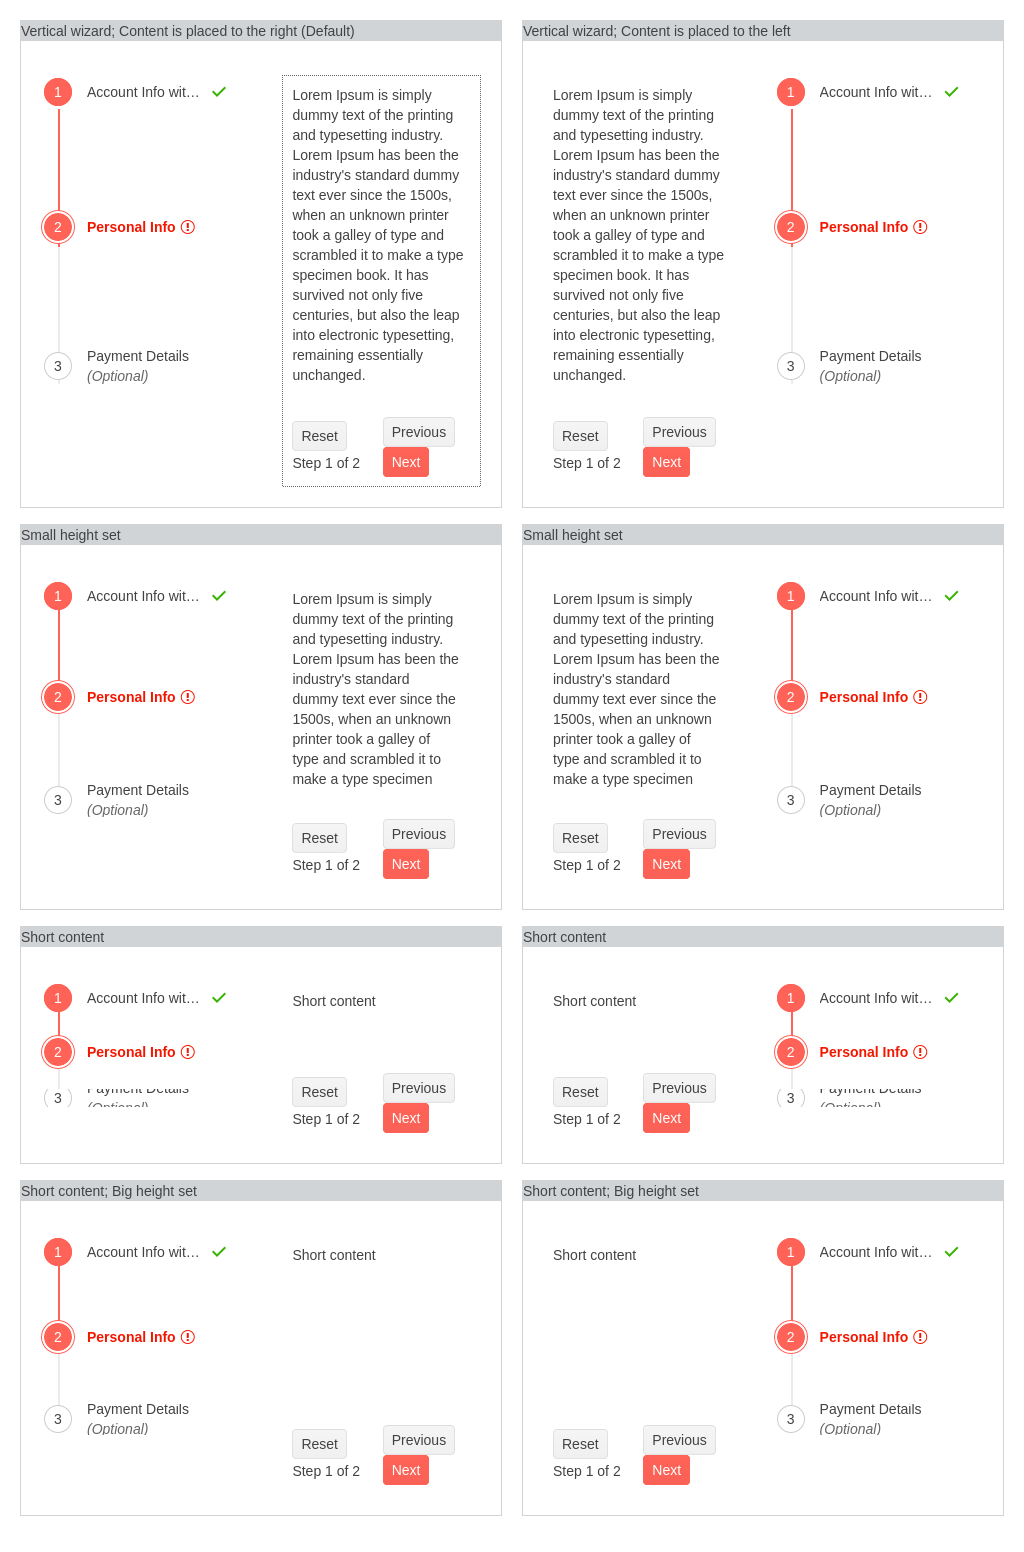 Vertical wizard; Content is placed to the right (Default)
1 Account Info wit…
2 Personal Info
3 Payment Details
(Optional)
Lorem Ipsum is simply
dummy text of the printing
and typesetting industry.
Lorem Ipsum has been the
industry's standard dummy
text ever since the 1500s,
when an unknown printer
took a galley of type and
scrambled it to make a type
specimen book. It has
survived not only five
centuries, but also the leap
into electronic typesetting,
remaining essentially
unchanged.
Reset
Step 1 of 2
Previous
Next
Vertical wizard; Content is placed to the left
Lorem Ipsum is simply
dummy text of the printing
and typesetting industry.
Lorem Ipsum has been the
industry's standard dummy
text ever since the 1500s,
when an unknown printer
took a galley of type and
scrambled it to make a type
specimen book. It has
survived not only five
centuries, but also the leap
into electronic typesetting,
remaining essentially
unchanged.
Reset
Step 1 of 2
Previous
Next
1 Account Info wit…
2 Personal Info
3 Payment Details
(Optional)
Small height set
1 Account Info wit…
2 Personal Info
3 Payment Details
(Optional)
Lorem Ipsum is simply
dummy text of the printing
and typesetting industry.
Lorem Ipsum has been the
industry's standard
dummy text ever since the
1500s, when an unknown
printer took a galley of
type and scrambled it to
make a type specimen
Reset
Step 1 of 2
Previous
Next
Small height set
Lorem Ipsum is simply
dummy text of the printing
and typesetting industry.
Lorem Ipsum has been the
industry's standard
dummy text ever since the
1500s, when an unknown
printer took a galley of
type and scrambled it to
make a type specimen
Reset
Step 1 of 2
Previous
Next
1 Account Info wit…
2 Personal Info
3 Payment Details
(Optional)
Short content
1 Account Info wit…
2 Personal Info
3 Payment Details
(Optional)
Short content
Reset
Step 1 of 2
Previous
Next
Short content
Short content
Reset
Step 1 of 2
Previous
Next
1 Account Info wit…
2 Personal Info
3 Payment Details
(Optional)
Short content; Big height set
1 Account Info wit…
2 Personal Info
3 Payment Details
(Optional)
Short content
Reset
Step 1 of 2
Previous
Next
Short content; Big height set
Short content
Reset
Step 1 of 2
Previous
Next
1 Account Info wit…
2 Personal Info
3 Payment Details
(Optional)